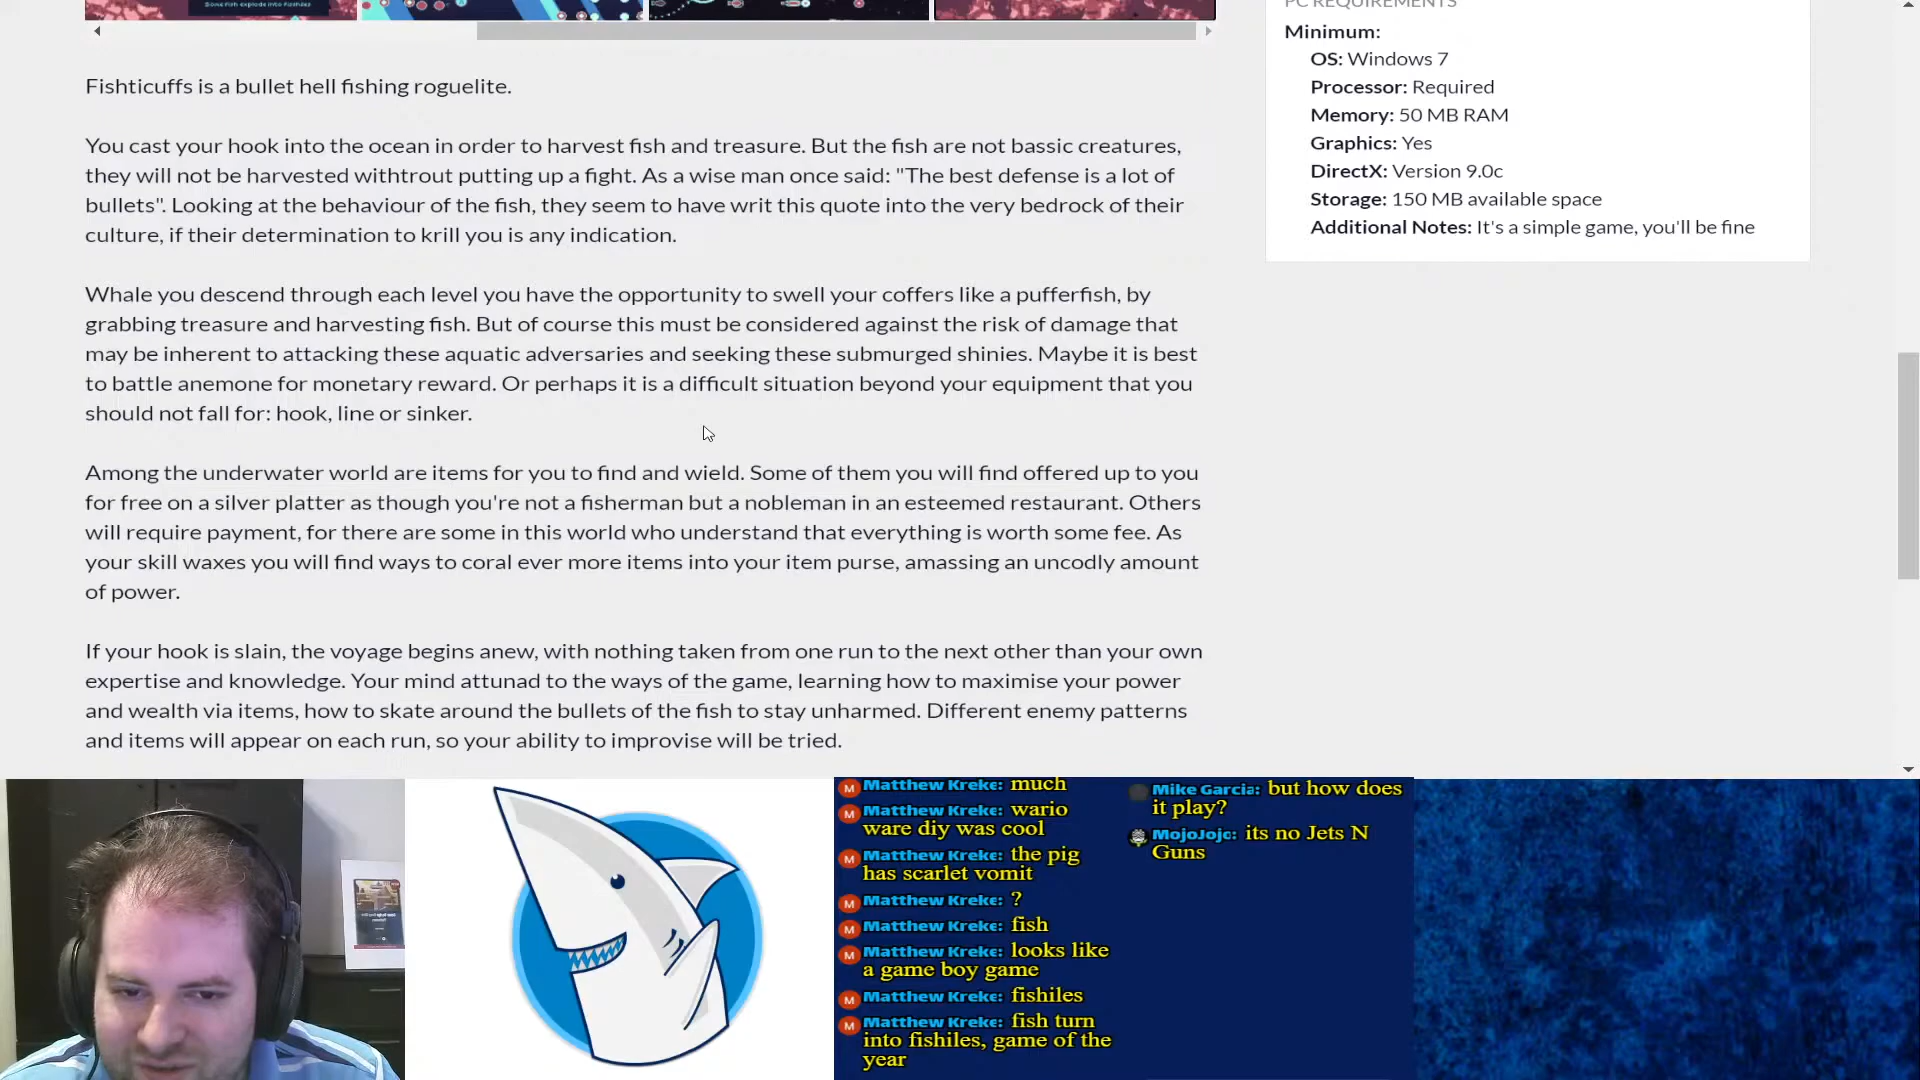 Some fish explode into Fishiles
PC REQUIREMENTS
Minimum:
OS: Windows 7
Processor: Required
Memory: 50 MB RAM
Graphics: Yes
DirectX: Version 9.0c
Storage: 150 MB available space
Additional Notes: It's a simple game, you'll be fine
Fishticuffs is a bullet hell fishing roguelite.
You cast your hook into the ocean in order to harvest fish and treasure. But the fish are not bassic creatures,
they will not be harvested withtrout putting up a fight. As a wise man once said: "The best defense is a lot of
bullets". Looking at the behaviour of the fish, they seem to have writ this quote into the very bedrock of their
culture, if their determination to krill you is any indication.
Whale you descend through each level you have the opportunity to swell your coffers like a pufferfish, by
grabbing treasure and harvesting fish. But of course this must be considered against the risk of damage that
may be inherent to attacking these aquatic adversaries and seeking these submurged shinies. Maybe it is best
to battle anemone for monetary reward. Or perhaps it is a difficult situation beyond your equipment that you
should not fall for: hook, line or sinker.
Among the underwater world are items for you to find and wield. Some of them you will find offered up to you
for free on a silver platter as though you're not a fisherman but a nobleman in an esteemed restaurant. Others
will require payment, for there are some in this world who understand that everything is worth some fee. As
your skill waxes you will find ways to coral ever more items into your item purse, amassing an uncodly amount
of power.
If your hook is slain, the voyage begins anew, with nothing taken from one run to the next other than your own
expertise and knowledge. Your mind attunad to the ways of the game, learning how to maximise your power
and wealth via items, how to skate around the bullets of the fish to stay unharmed. Different enemy patterns
and items will appear on each run, so your ability to improvise will be tried.
Matthew Kreke: much
Matthew Kreke: wario
ware diy was cool
Matthew Kreke: the pig
has scarlet vomit
Matthew Kreke: ?
Matthew Kreke: fish
Matthew Kreke: looks like
a game boy game
Matthew Kreke: fishiles
Matthew Kreke: fish turn
into fishiles, game of the
year
Mike Garcia: but how does
it play?
MojoJojo: its no Jets N
Guns